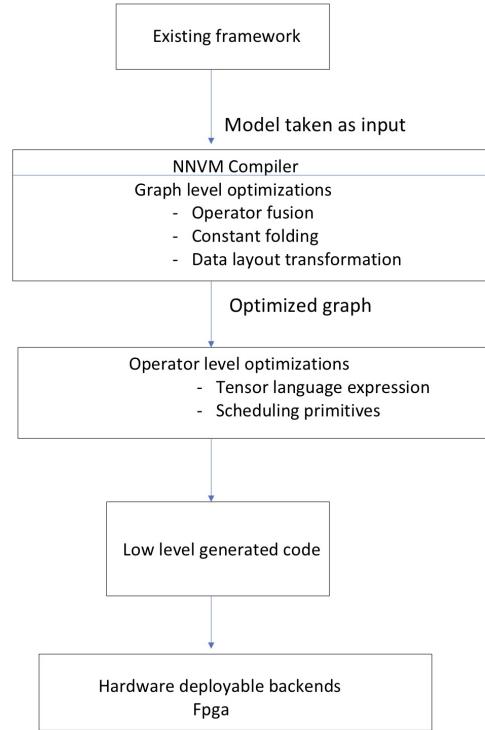 Existing framework
Model taken as input
NNVM Compiler
Graph level optimizations
- Operator fusion
- Constant folding
- Data layout transformation
Optimized graph
Operator level optimizations
- Tensor language expression
- Scheduling primitives
Low level generated code
Hardware deployable backends
Fpga